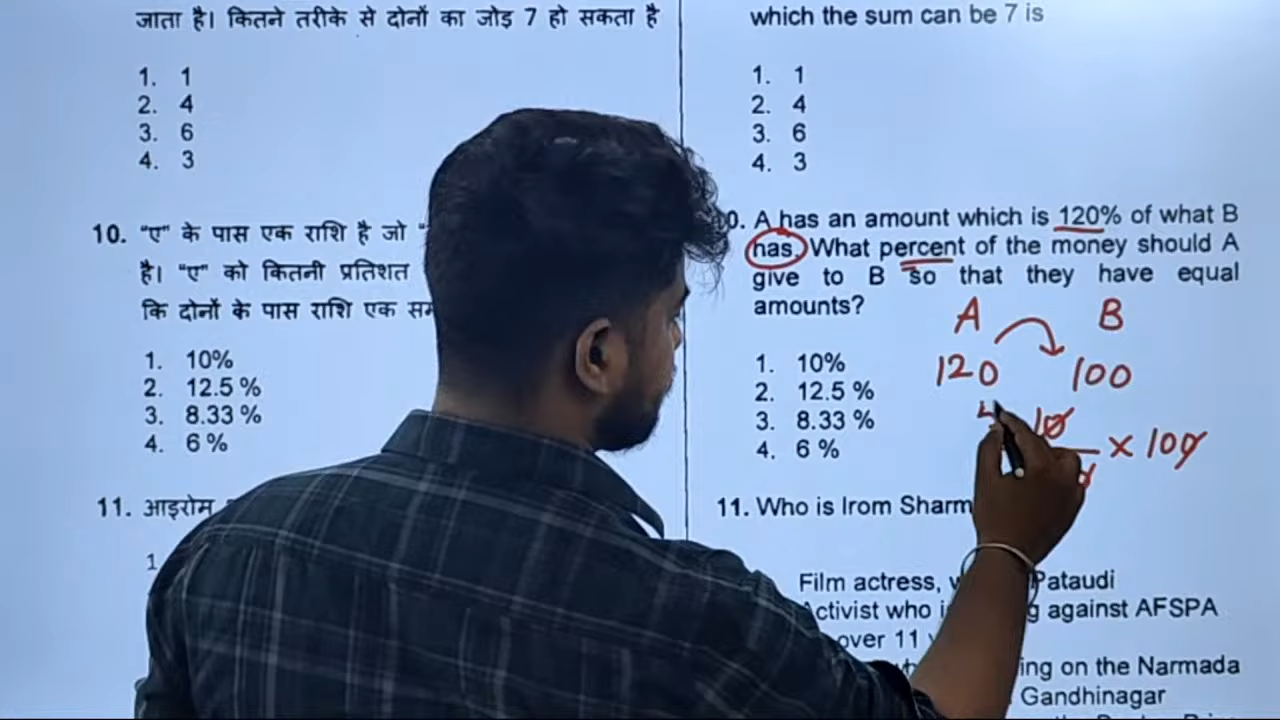 जाता है। कितने तरीके से दोनों का जोड़ 7 हो सकता है
1. 1
2. 4
3. 6
4. 3
10. "ए" के पास एक राशि है जो
है। "ए" को कितनी प्रतिशत
कि दोनों के पास राशि एक
1. 10%
2. 12.5 %
3. 8.33 %
4. 6 %
11. आइरोम
1
which the sum can be 7 is
1. 1
2. 4
3. 6
4. 3
0. A has an amount which is 120% of what B
has. What percent of the money should A
give to B so that they have equal
amounts?
A B
120 100
1. 10%
2. 12.5 %
3. 8.33 %
4. 6 %
10
× 100
11. Who is Irom Sharm
Film actress, Pataudi
Activist who against AFSPA
over 11
ing on the Narmada
Gandhinagar